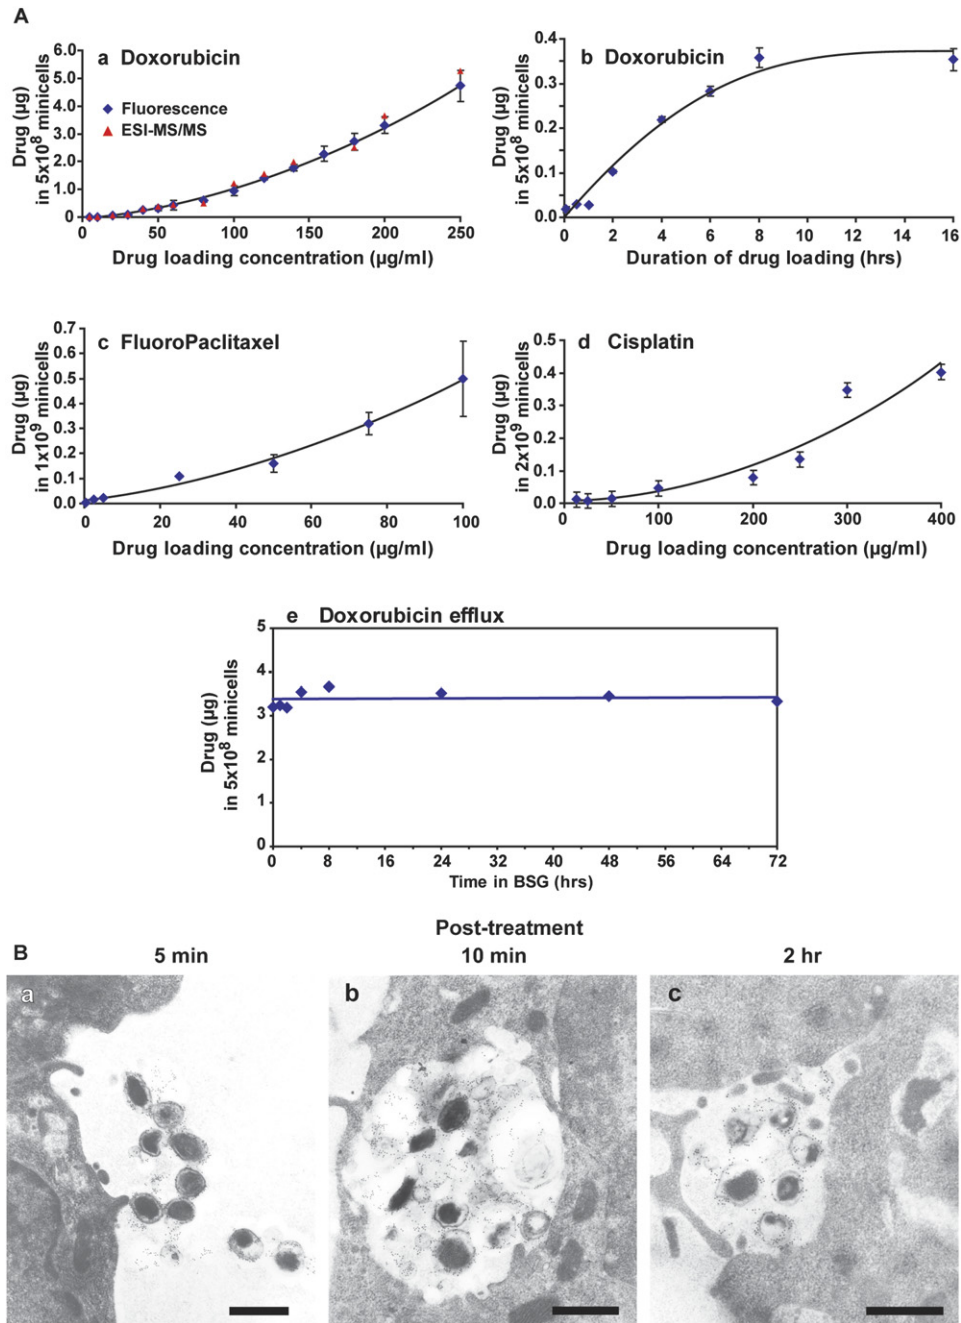 A
a Doxorubicin
Fluorescence
ESI-MS/MS
Drug (µg)
in 5x10⁸ minicells
6.0
5.0
4.0
3.0
2.0
1.0
0
0 50 100 150 200 250
Drug loading concentration (µg/ml)
b Doxorubicin
Drug (µg)
in 5x10⁸ minicells
0.4
0.3
0.2
0.1
0.0
0 2 4 6 8 10 12 14 16
Duration of drug loading (hrs)
c FluoroPaclitaxel
Drug (µg)
in 1x10⁹ minicells
0.7
0.6
0.5
0.4
0.3
0.2
0.1
0.0
0 20 40 60 80 100
Drug loading concentration (µg/ml)
d Cisplatin
Drug (µg)
in 2x10⁹ minicells
0.5
0.4
0.3
0.2
0.1
0.0
0 100 200 300 400
Drug loading concentration (µg/ml)
e Doxorubicin efflux
Drug (µg)
in 5x10⁸ minicells
5
4
3
2
1
0
0 8 16 24 32 40 48 56 64 72
Time in BSG (hrs)
Post-treatment
B 5 min 10 min 2 hr
a b c